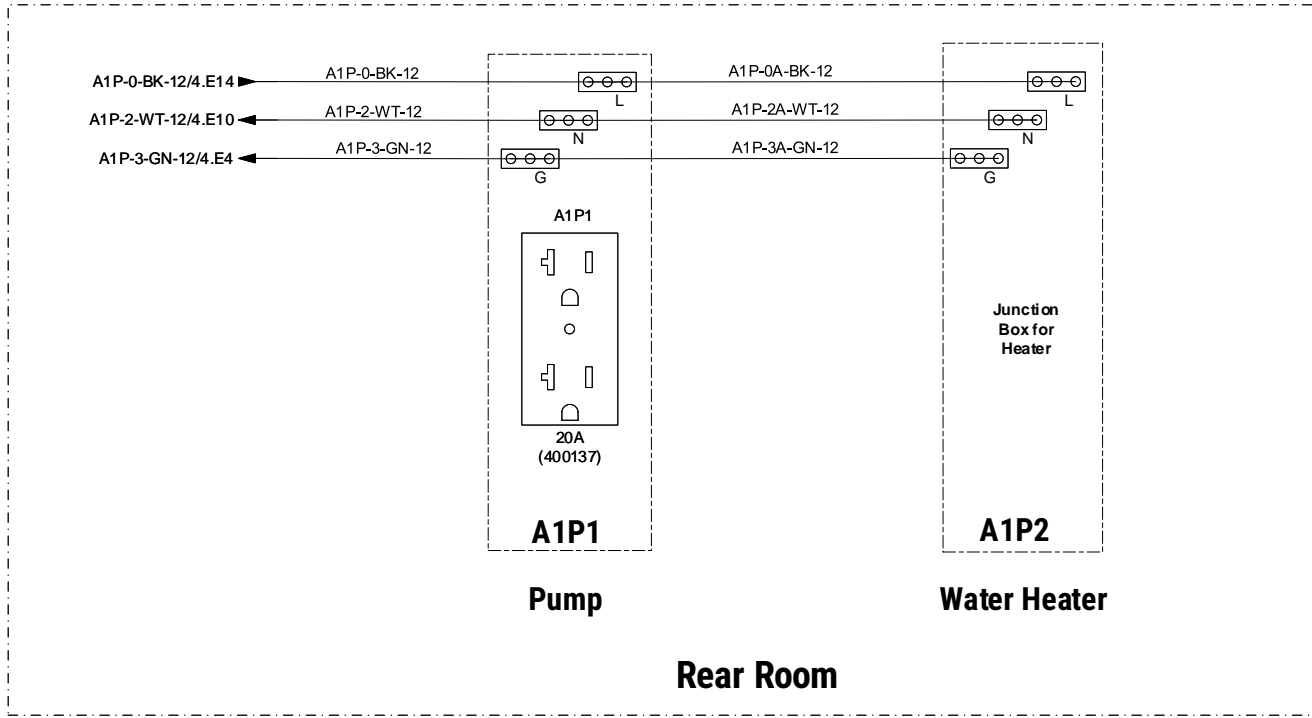 A1P-0-BK-12/4.E14
A1P-0-BK-12
L
A1P-0A-BK-12
L
A1P-2-WT-12/4.E10
A1P-2-WT-12
N
A1P-2A-WT-12
N
A1P-3-GN-12/4.E4
A1P-3-GN-12
G
A1P-3A-GN-12
G
A1P1
20A
(400137)
Junction
Box for
Heater
A1P1
A1P2
Pump
Water Heater
Rear Room